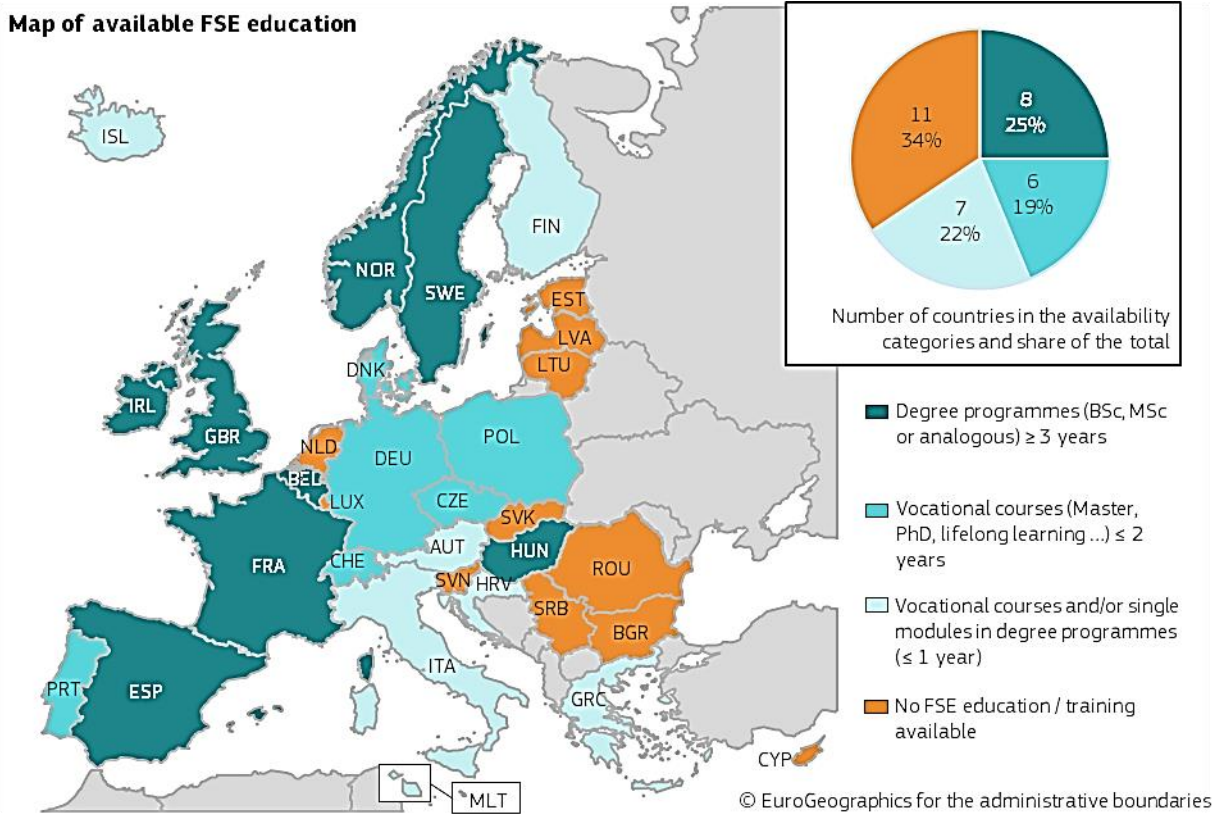 Map of available FSE education
ISL
FIN
NOR
SWE
EST
LVA
LTU
DNK
IRL
GBR
NLD
POL
DEU
BEL
LUX
CZE
SVK
AUT
HUN
FRA
CHE
SVN
HRV
ROU
SRB
BGR
ITA
PRT
ESP
GRC
CYP
MLT
11
34%
8
25%
6
19%
7
22%
Number of countries in the availability
categories and share of the total
Degree programmes (BSc, MSc
or analogous) ≥ 3 years
Vocational courses (Master,
PhD, lifelong learning ...) ≤ 2
years
Vocational courses and/or single
modules in degree programmes
(≤ 1 year)
No FSE education / training
available
© EuroGeographics for the administrative boundaries